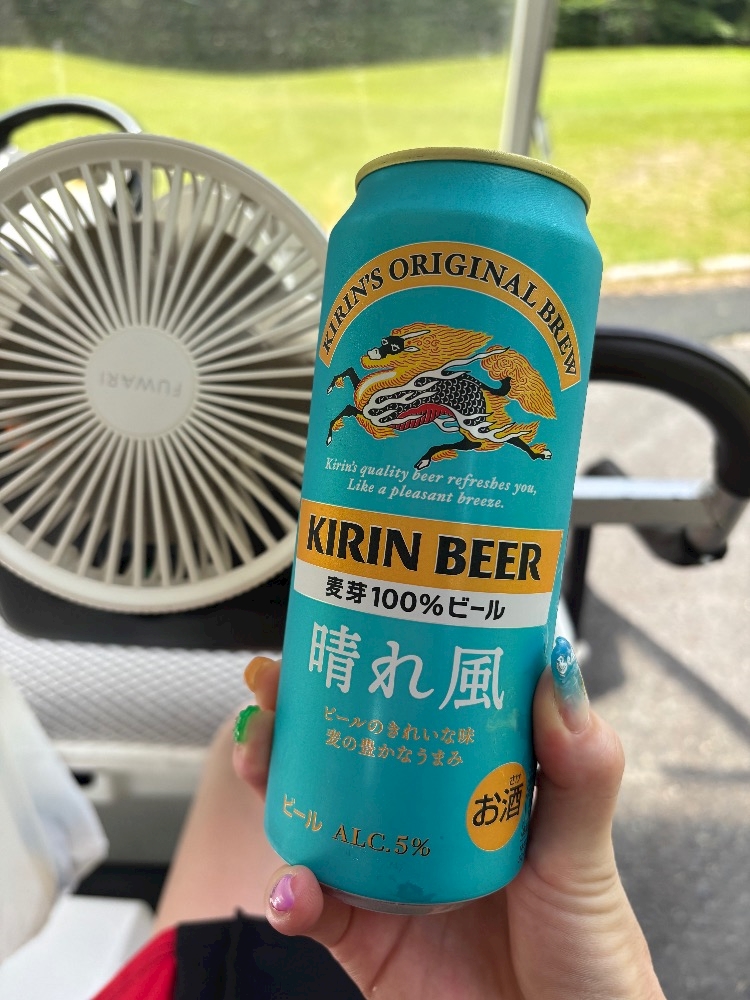 FUWARI
KIRIN'S ORIGINAL BREW
Kirin's quality beer refreshes you,
Like a pleasant breeze.
KIRIN BEER
麦芽100%ビール
晴れ風
ビールのきれいな味
麦の豊かなうまみ
さけ
お酒
ビール ALC.5%